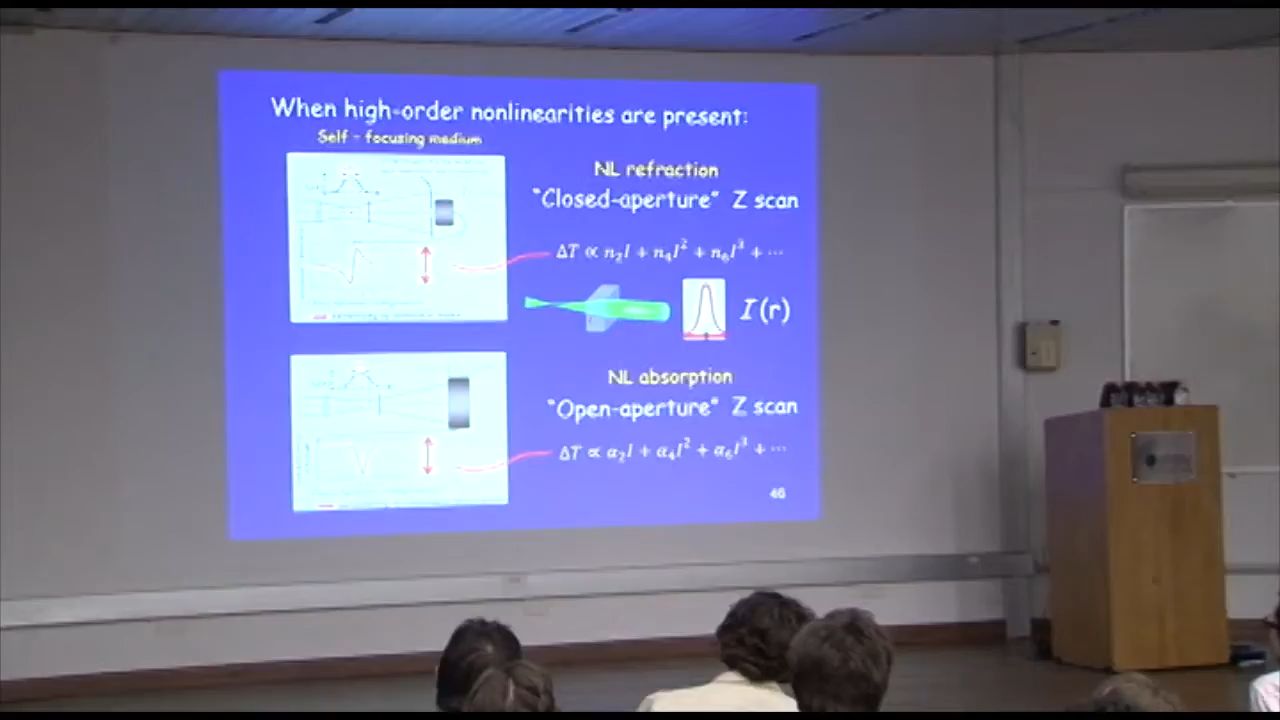 When high-order nonlinearities are present:
Self - focusing medium
NL refraction
"Closed-aperture" Z scan
ΔT ∝ n₂I + n₄I² + n₆I³ + ⋯
I(r)
NL absorption
"Open-aperture" Z scan
ΔT ∝ α₂I + α₄I² + α₆I³ + ⋯
46